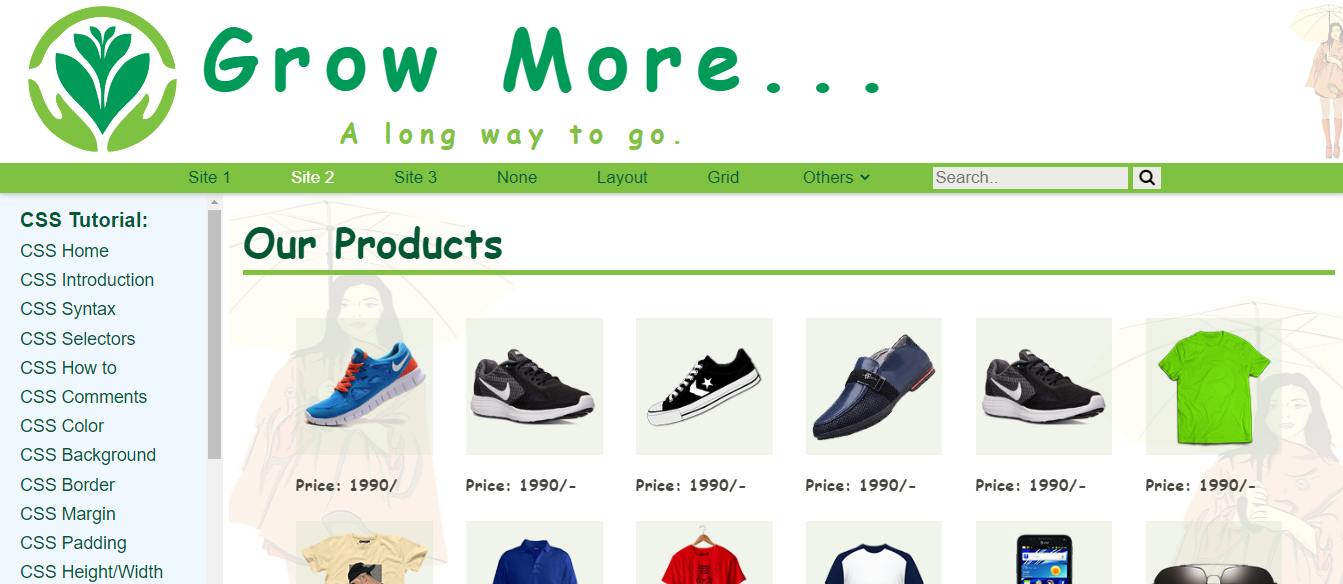 Grow More...
A long way to go.
Site 1 Site 2 Site 3 None Layout Grid Others Search..
CSS Tutorial:
CSS Home
CSS Introduction
CSS Syntax
CSS Selectors
CSS How to
CSS Comments
CSS Color
CSS Background
CSS Border
CSS Margin
CSS Padding
CSS Height/Width
Our Products
Price: 1990/ Price: 1990/- Price: 1990/- Price: 1990/- Price: 1990/- Price: 1990/-